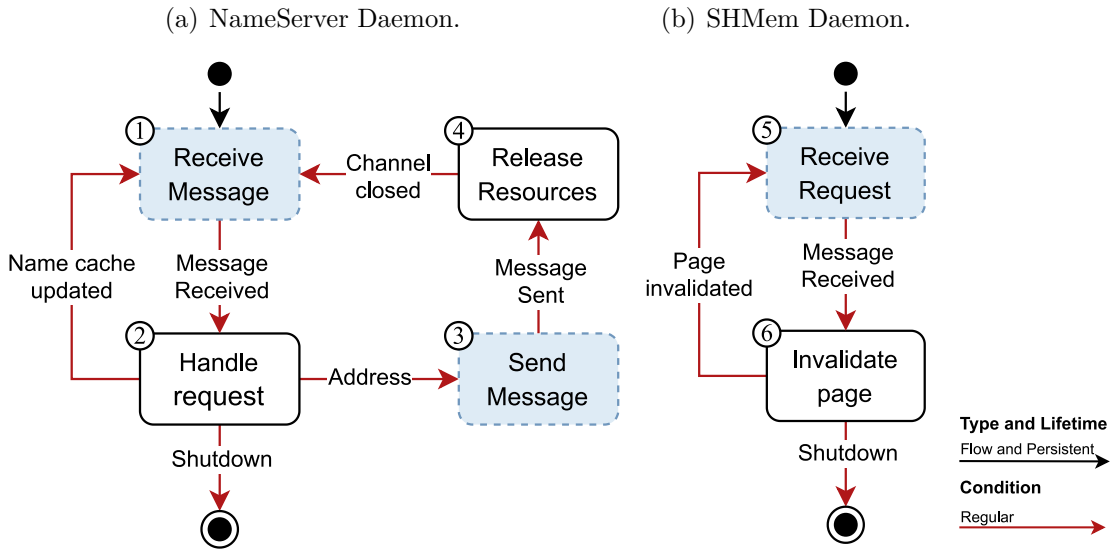 (a) NameServer Daemon.
(b) SHMem Daemon.
1
Receive
Message
4
Release
Resources
Channel
closed
Name cache
updated
Message
Received
Message
Sent
2
Handle
request
Address
3
Send
Message
Shutdown
5
Receive
Request
Page
invalidated
Message
Received
6
Invalidate
page
Shutdown
Type and Lifetime
Flow and Persistent
Condition
Regular